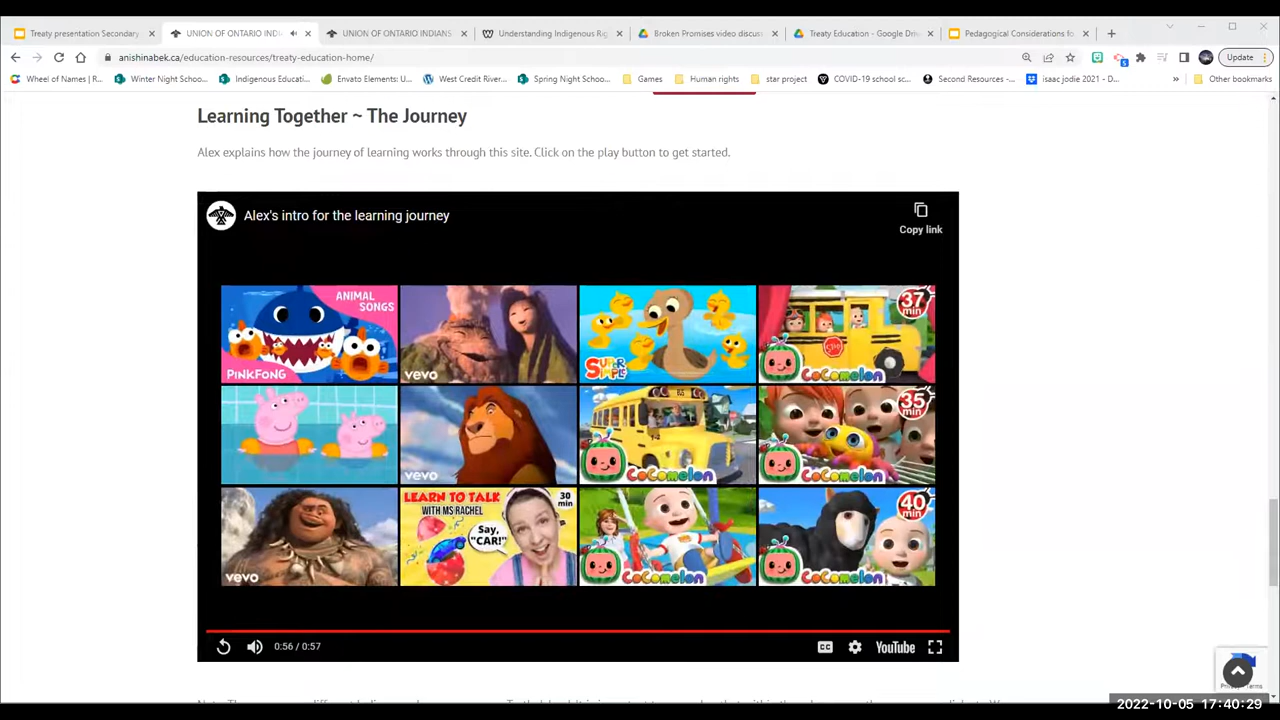 Treaty presentation Secondary
UNION OF ONTARIO INDI
UNION OF ONTARIO INDIANS
Understanding Indigenous Rig
Broken Promises video discuss
Treaty Education - Google Driv
Pedagogical Considerations fo
anishinabek.ca/education-resources/treaty-education-home/
Update
Wheel of Names | R...
Winter Night Schoo...
Indigenous Educati...
Envato Elements: U...
West Credit River...
Spring Night Schoo...
Games
Human rights
star project
COVID-19 school sc...
Second Resources -...
isaac jodie 2021 - D...
»
Other bookmarks
Learning Together ~ The Journey
Alex explains how the journey of learning works through this site. Click on the play button to get started.
Alex's intro for the learning journey
Copy link
ANIMAL
SONGS
PINKFONG
vevo
SUPER
SIMPLE
37
min
CoComelon
vevo
CoComelon
35
min
CoComelon
vevo
LEARN TO TALK
WITH MS RACHEL
30
min
Say,
"CAR!"
CoComelon
40
min
CoComelon
0:56 / 0:57
CC
YouTube
2022-10-05 17:40:29